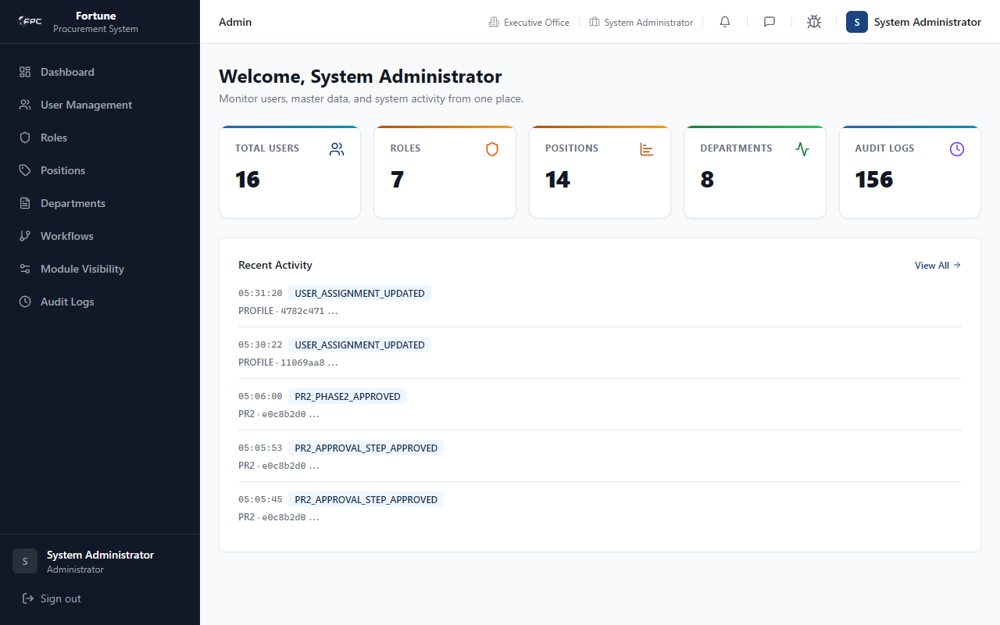 FPC
Fortune
Procurement System
Dashboard
User Management
Roles
Positions
Departments
Workflows
Module Visibility
Audit Logs
S
System Administrator
Administrator
Sign out
Admin
Executive Office
System Administrator
S
System Administrator
Welcome, System Administrator
Monitor users, master data, and system activity from one place.
TOTAL USERS
16
ROLES
7
POSITIONS
14
DEPARTMENTS
8
AUDIT LOGS
156
Recent Activity
View All →
05:31:20 USER_ASSIGNMENT_UPDATED
PROFILE · 4782c471 ...
05:30:22 USER_ASSIGNMENT_UPDATED
PROFILE · 11069aa8 ...
05:06:00 PR2_PHASE2_APPROVED
PR2 · e0c8b2d0 ...
05:05:53 PR2_APPROVAL_STEP_APPROVED
PR2 · e0c8b2d0 ...
05:05:45 PR2_APPROVAL_STEP_APPROVED
PR2 · e0c8b2d0 ...